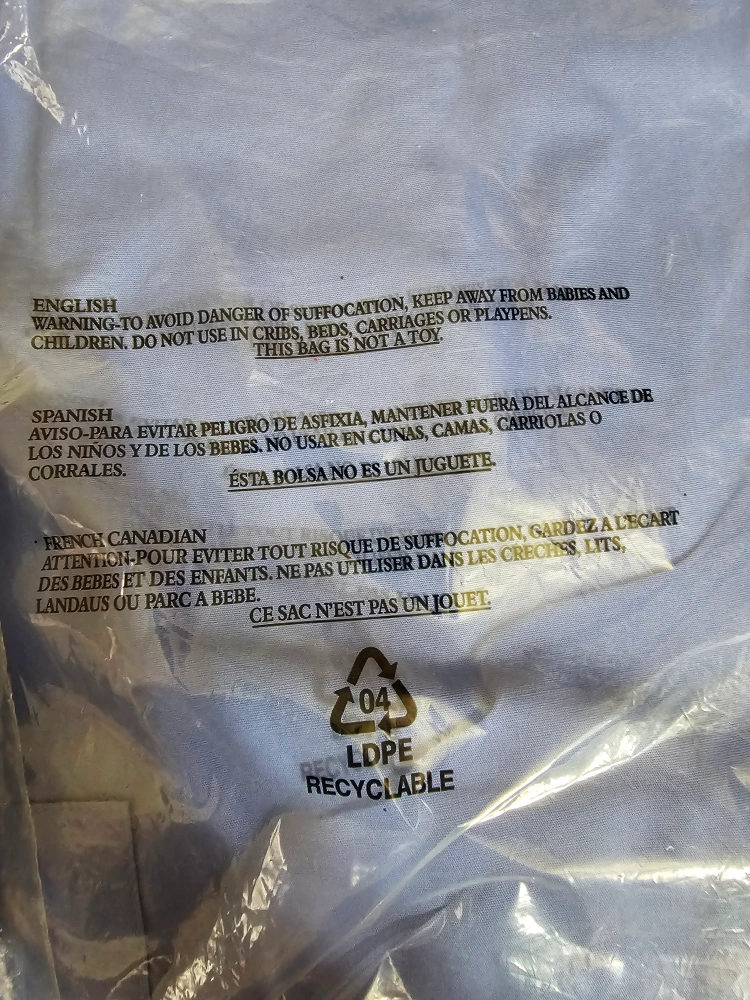 ENGLISH
WARNING-TO AVOID DANGER OF SUFFOCATION, KEEP AWAY FROM BABIES AND
CHILDREN. DO NOT USE IN CRIBS, BEDS, CARRIAGES OR PLAYPENS.
THIS BAG IS NOT A TOY.
SPANISH
AVISO-PARA EVITAR PELIGRO DE ASFIXIA, MANTENER FUERA DEL ALCANCE DE
LOS NIÑOS Y DE LOS BEBES. NO USAR EN CUNAS, CAMAS, CARRIOLAS O
CORRALES.
ÉSTA BOLSA NO ES UN JUGUETE.
FRENCH CANADIAN
ATTENTION-POUR EVITER TOUT RISQUE DE SUFFOCATION, GARDEZ A L'ECART
DES BEBES ET DES ENFANTS. NE PAS UTILISER DANS LES CRECHES, LITS,
LANDAUS OU PARC A BEBE.
CE SAC N'EST PAS UN JOUET.
04
LDPE
RECYCLABLE